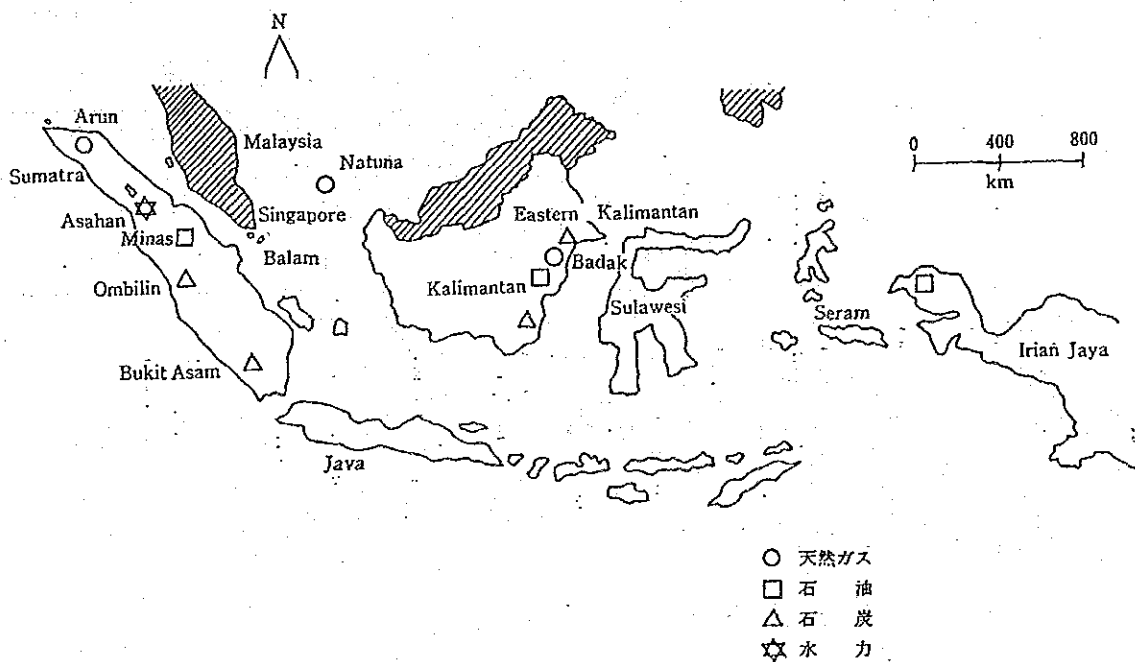 N
Arun
Malaysia
Natuna
0 400 800
km
Sumatra
Asahan
Singapore
Eastern Kalimantan
Minas
Balam
Badak
Ombilin
Kalimantan
Sulawesi
Seram
Irian Jaya
Bukit Asam
Java
天然ガス
石 油
石 炭
水 力